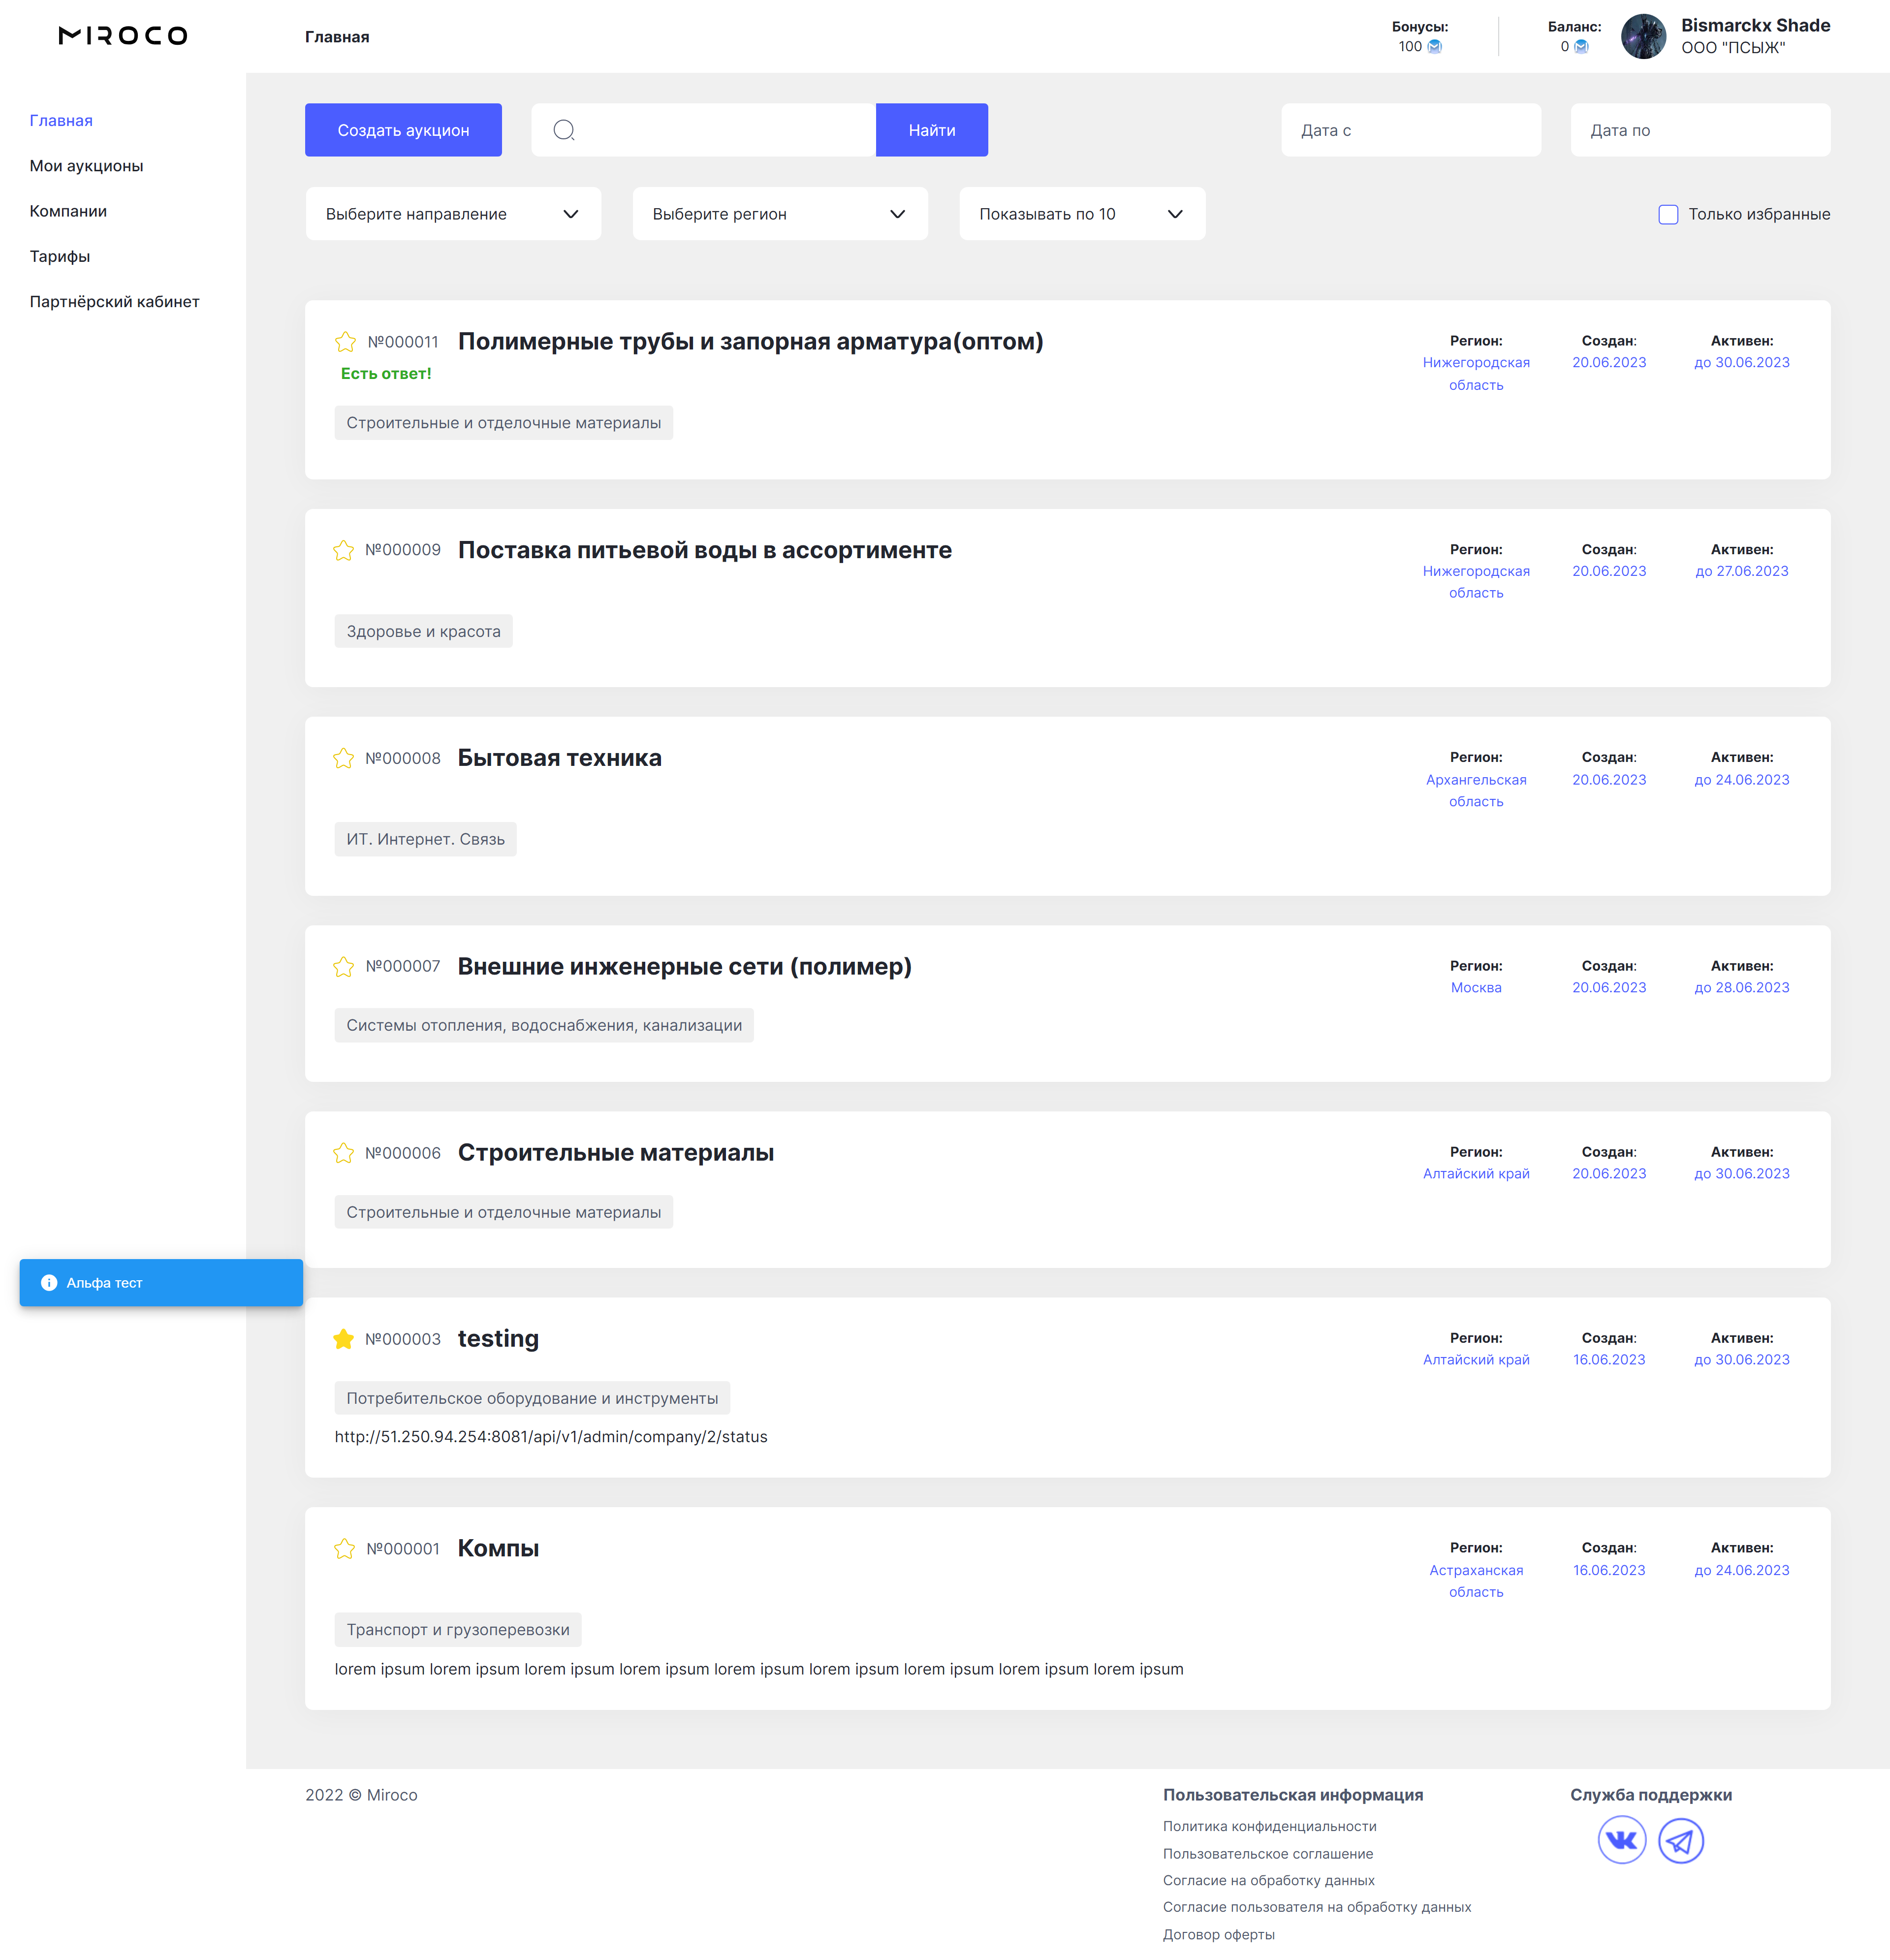 MIROCO
Главная
Бонусы:
100
Баланс:
0
Bismarckx Shade
ООО "ПСЫЖ"
Главная
Мои аукционы
Компании
Тарифы
Партнёрский кабинет
Создать аукцион
Найти
Дата с
Дата по
Выберите направление
Выберите регион
Показывать по 10
Только избранные
№000011 Полимерные трубы и запорная арматура(оптом)
Есть ответ!
Строительные и отделочные материалы
Регион:
Нижегородская
область
Создан:
20.06.2023
Активен:
до 30.06.2023
№000009 Поставка питьевой воды в ассортименте
Здоровье и красота
Регион:
Нижегородская
область
Создан:
20.06.2023
Активен:
до 27.06.2023
№000008 Бытовая техника
ИТ. Интернет. Связь
Регион:
Архангельская
область
Создан:
20.06.2023
Активен:
до 24.06.2023
№000007 Внешние инженерные сети (полимер)
Системы отопления, водоснабжения, канализации
Регион:
Москва
Создан:
20.06.2023
Активен:
до 28.06.2023
№000006 Строительные материалы
Строительные и отделочные материалы
Регион:
Алтайский край
Создан:
20.06.2023
Активен:
до 30.06.2023
Альфа тест
№000003 testing
Потребительское оборудование и инструменты
http://51.250.94.254:8081/api/v1/admin/company/2/status
Регион:
Алтайский край
Создан:
16.06.2023
Активен:
до 30.06.2023
№000001 Компы
Транспорт и грузоперевозки
lorem ipsum lorem ipsum lorem ipsum lorem ipsum lorem ipsum lorem ipsum lorem ipsum lorem ipsum lorem ipsum
Регион:
Астраханская
область
Создан:
16.06.2023
Активен:
до 24.06.2023
2022 © Miroco
Пользовательская информация
Политика конфиденциальности
Пользовательское соглашение
Согласие на обработку данных
Согласие пользователя на обработку данных
Договор оферты
Служба поддержки